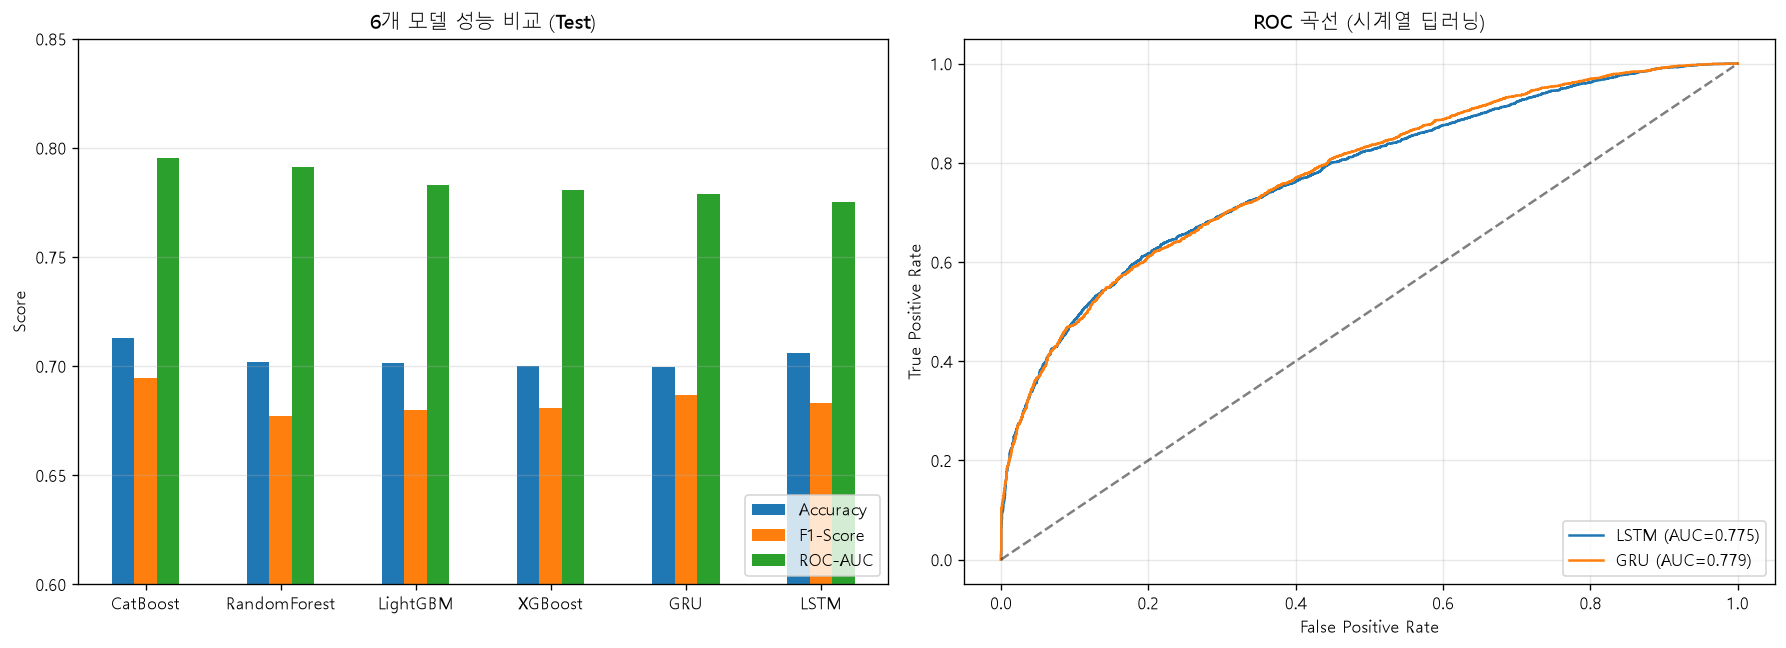 6개 모델 성능 비교 (Test)
0.85
0.80
0.75
0.70
0.65
0.60
Score
CatBoost
RandomForest
LightGBM
XGBoost
GRU
LSTM
Accuracy
F1-Score
ROC-AUC
ROC 곡선 (시계열 딥러닝)
1.0
0.8
0.6
0.4
0.2
0.0
True Positive Rate
0.0
0.2
0.4
0.6
0.8
1.0
False Positive Rate
LSTM (AUC=0.775)
GRU (AUC=0.779)